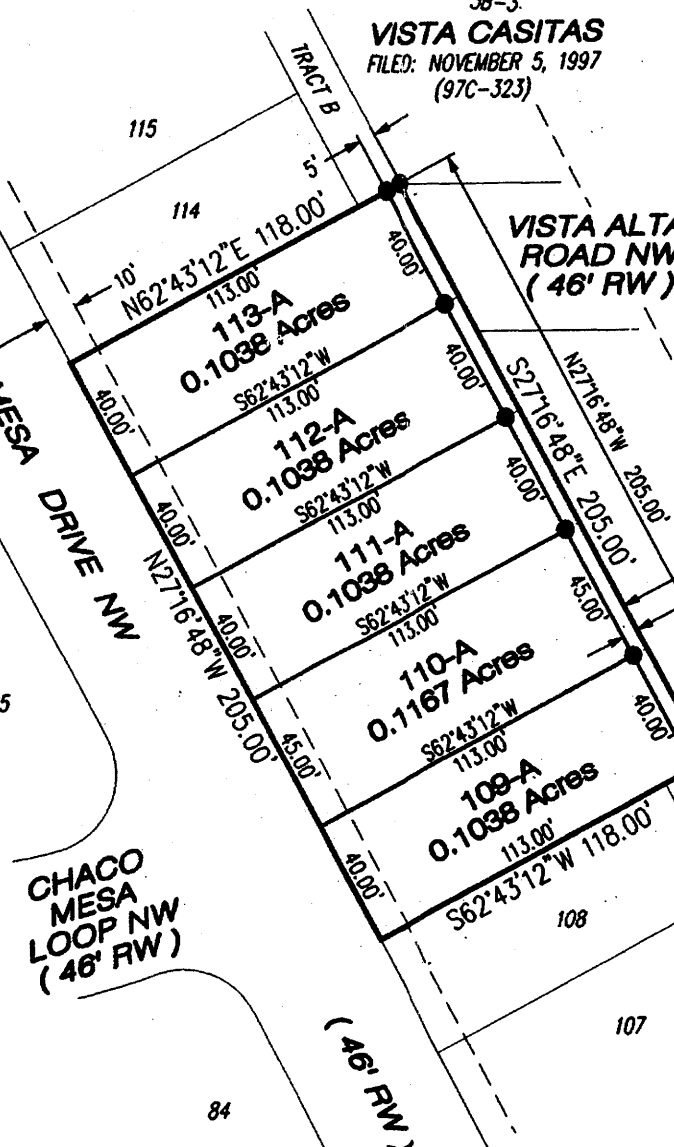 VISTA CASITAS
FILED: NOVEMBER 5, 1997
(97C-323)
TRACT B
115
5'
114
N62°43'12"E 118.00'
10'
113.00'
40.00'
VISTA ALTA
ROAD NW
( 46' RW )
113-A
0.1038 Acres
S62°43'12"W
113.00'
40.00'
40.00'
112-A
0.1038 Acres
S62°43'12"W
113.00'
40.00'
40.00'
S27°16'48"E 205.00'
N27°16'48"W 205.00'
MESA DRIVE NW
111-A
0.1038 Acres
S62°43'12"W
113.00'
40.00'
45.00'
N27°16'48"W 205.00'
110-A
0.1167 Acres
S62°43'12"W
113.00'
45.00'
40.00'
109-A
0.1038 Acres
113.00'
40.00'
S62°43'12"W 118.00'
CHACO
MESA
LOOP NW
( 46' RW )
108
107
( 46' RW )
84